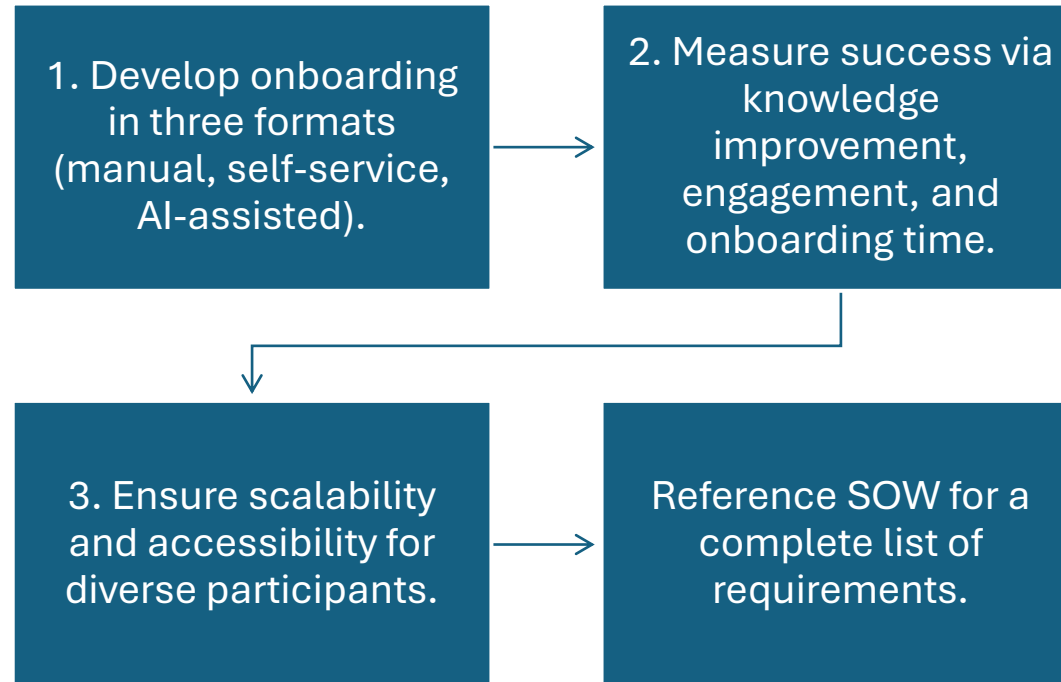 1. Develop onboarding
in three formats
(manual, self-service,
AI-assisted).
2. Measure success via
knowledge
improvement,
engagement, and
onboarding time.
3. Ensure scalability
and accessibility for
diverse participants.
Reference SOW for a
complete list of
requirements.